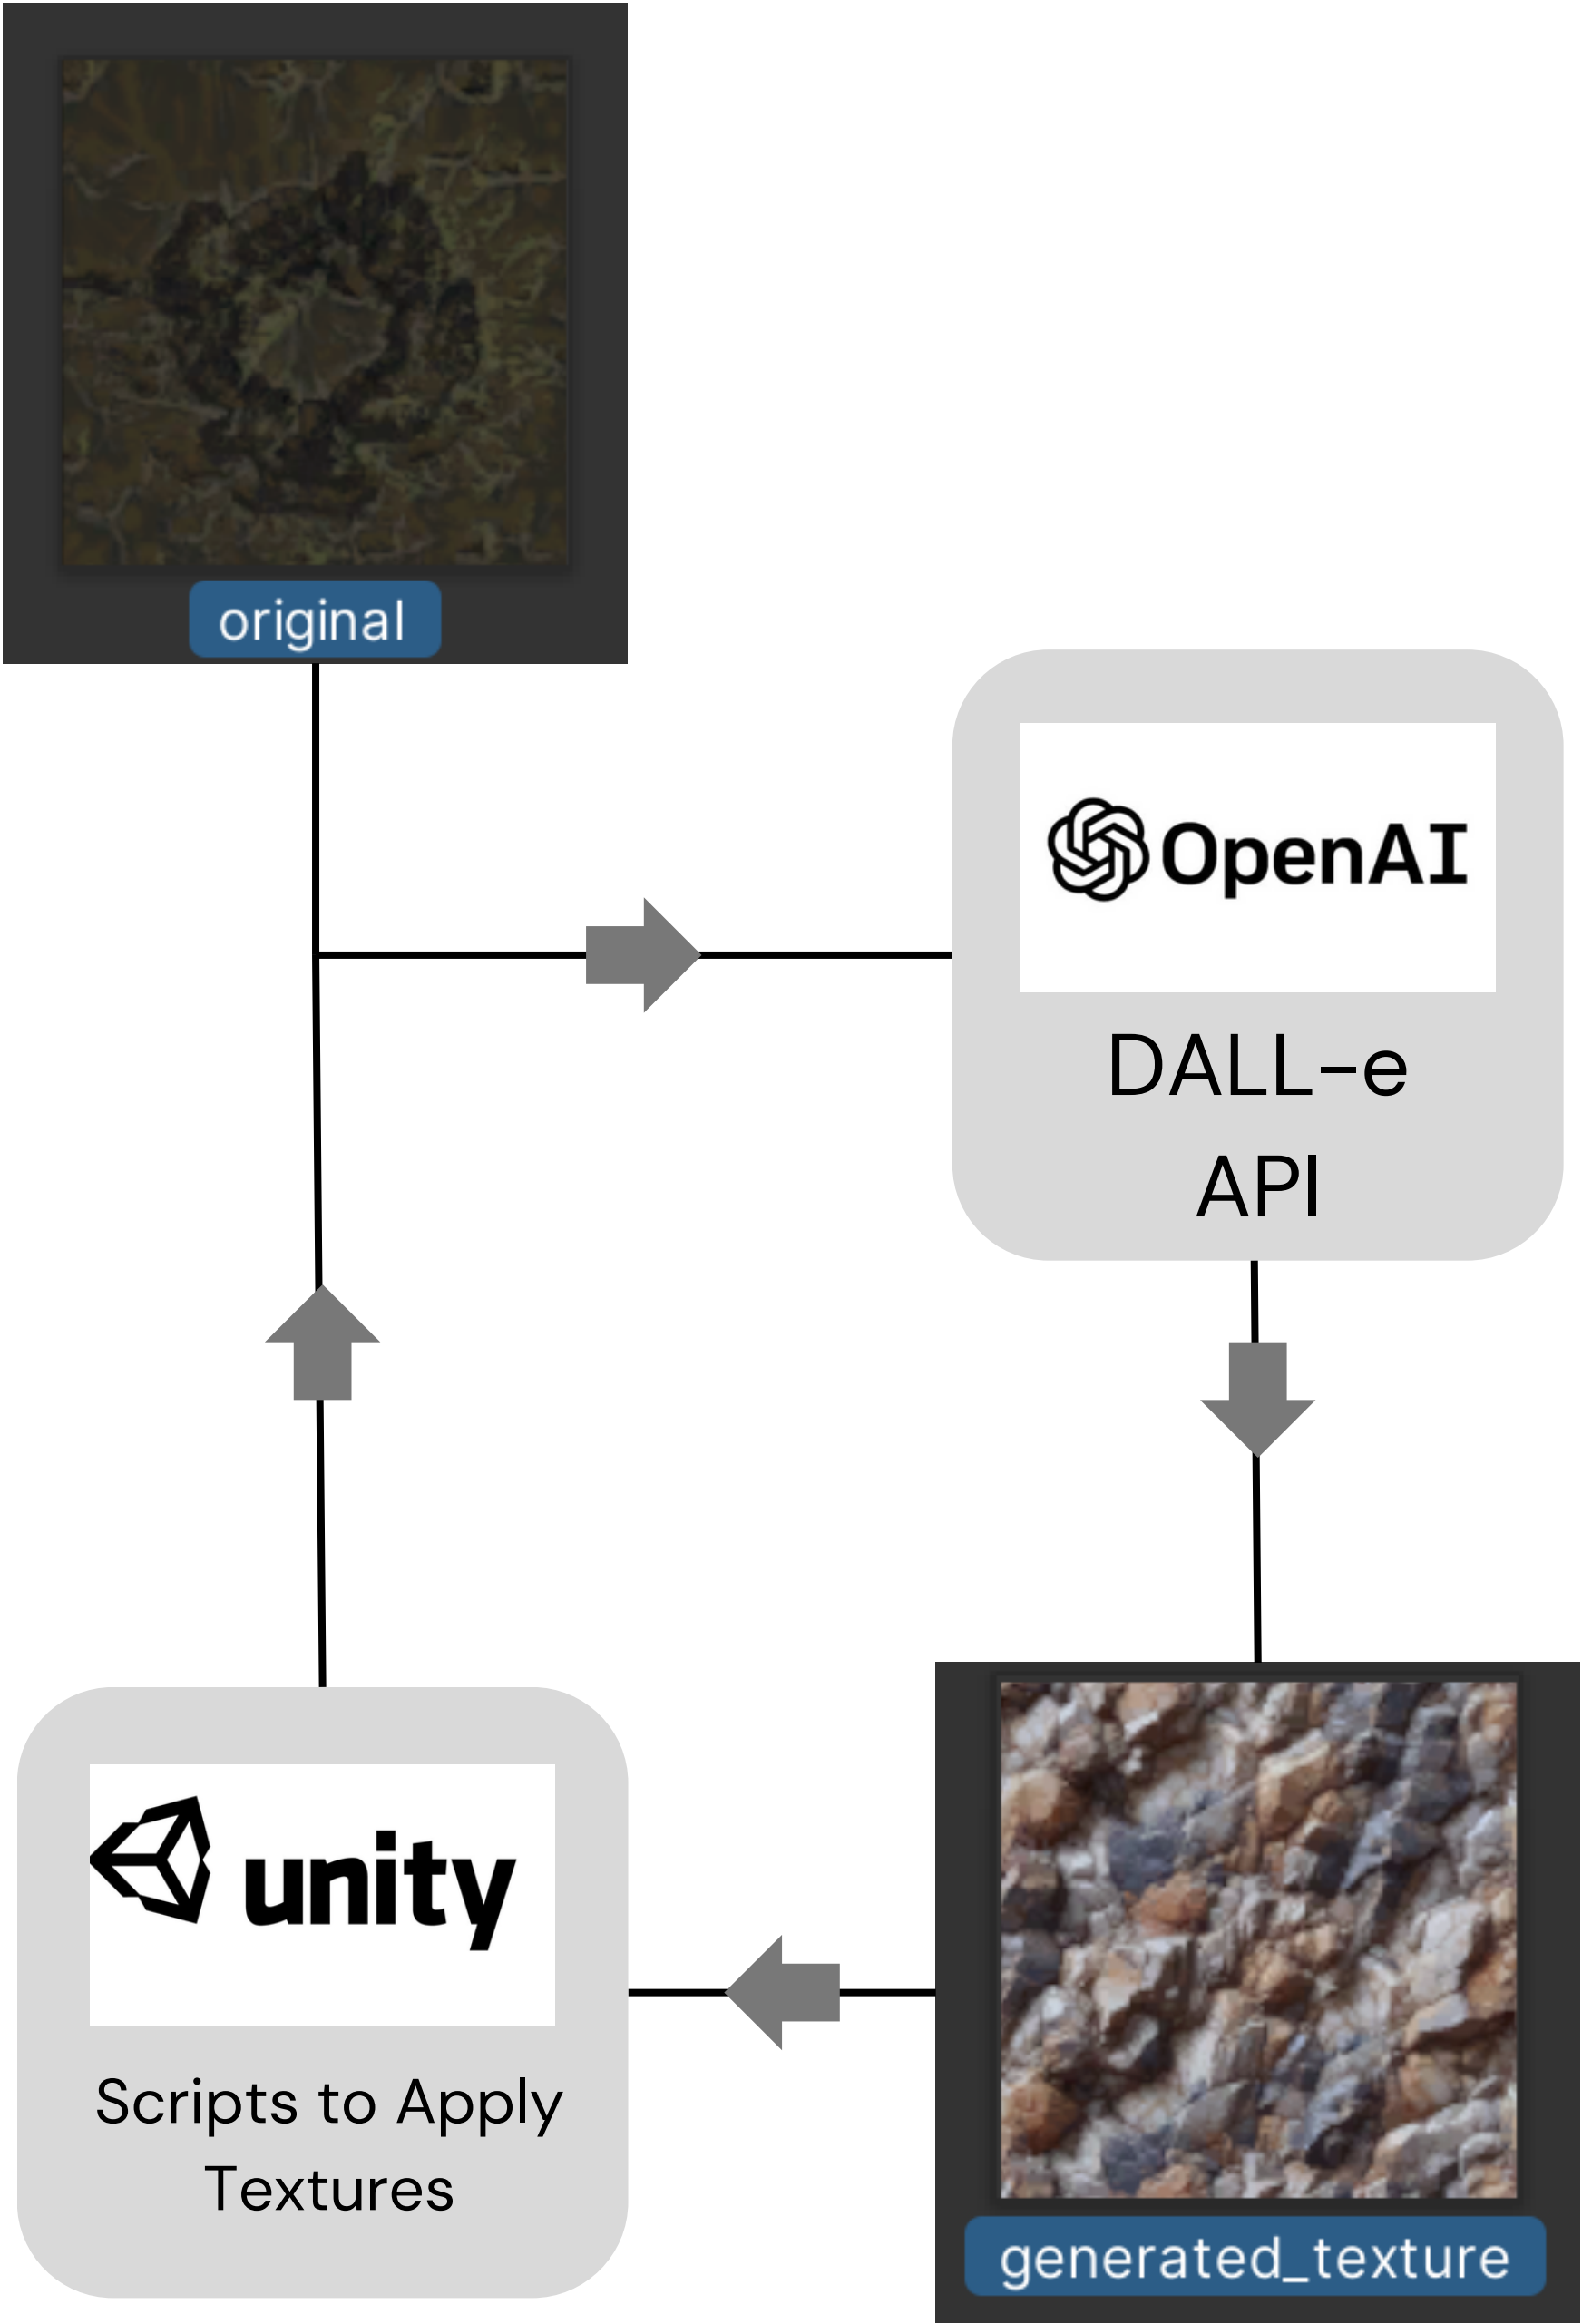 original
OpenAI
DALL-e
API
unity
Scripts to Apply
Textures
generated_texture